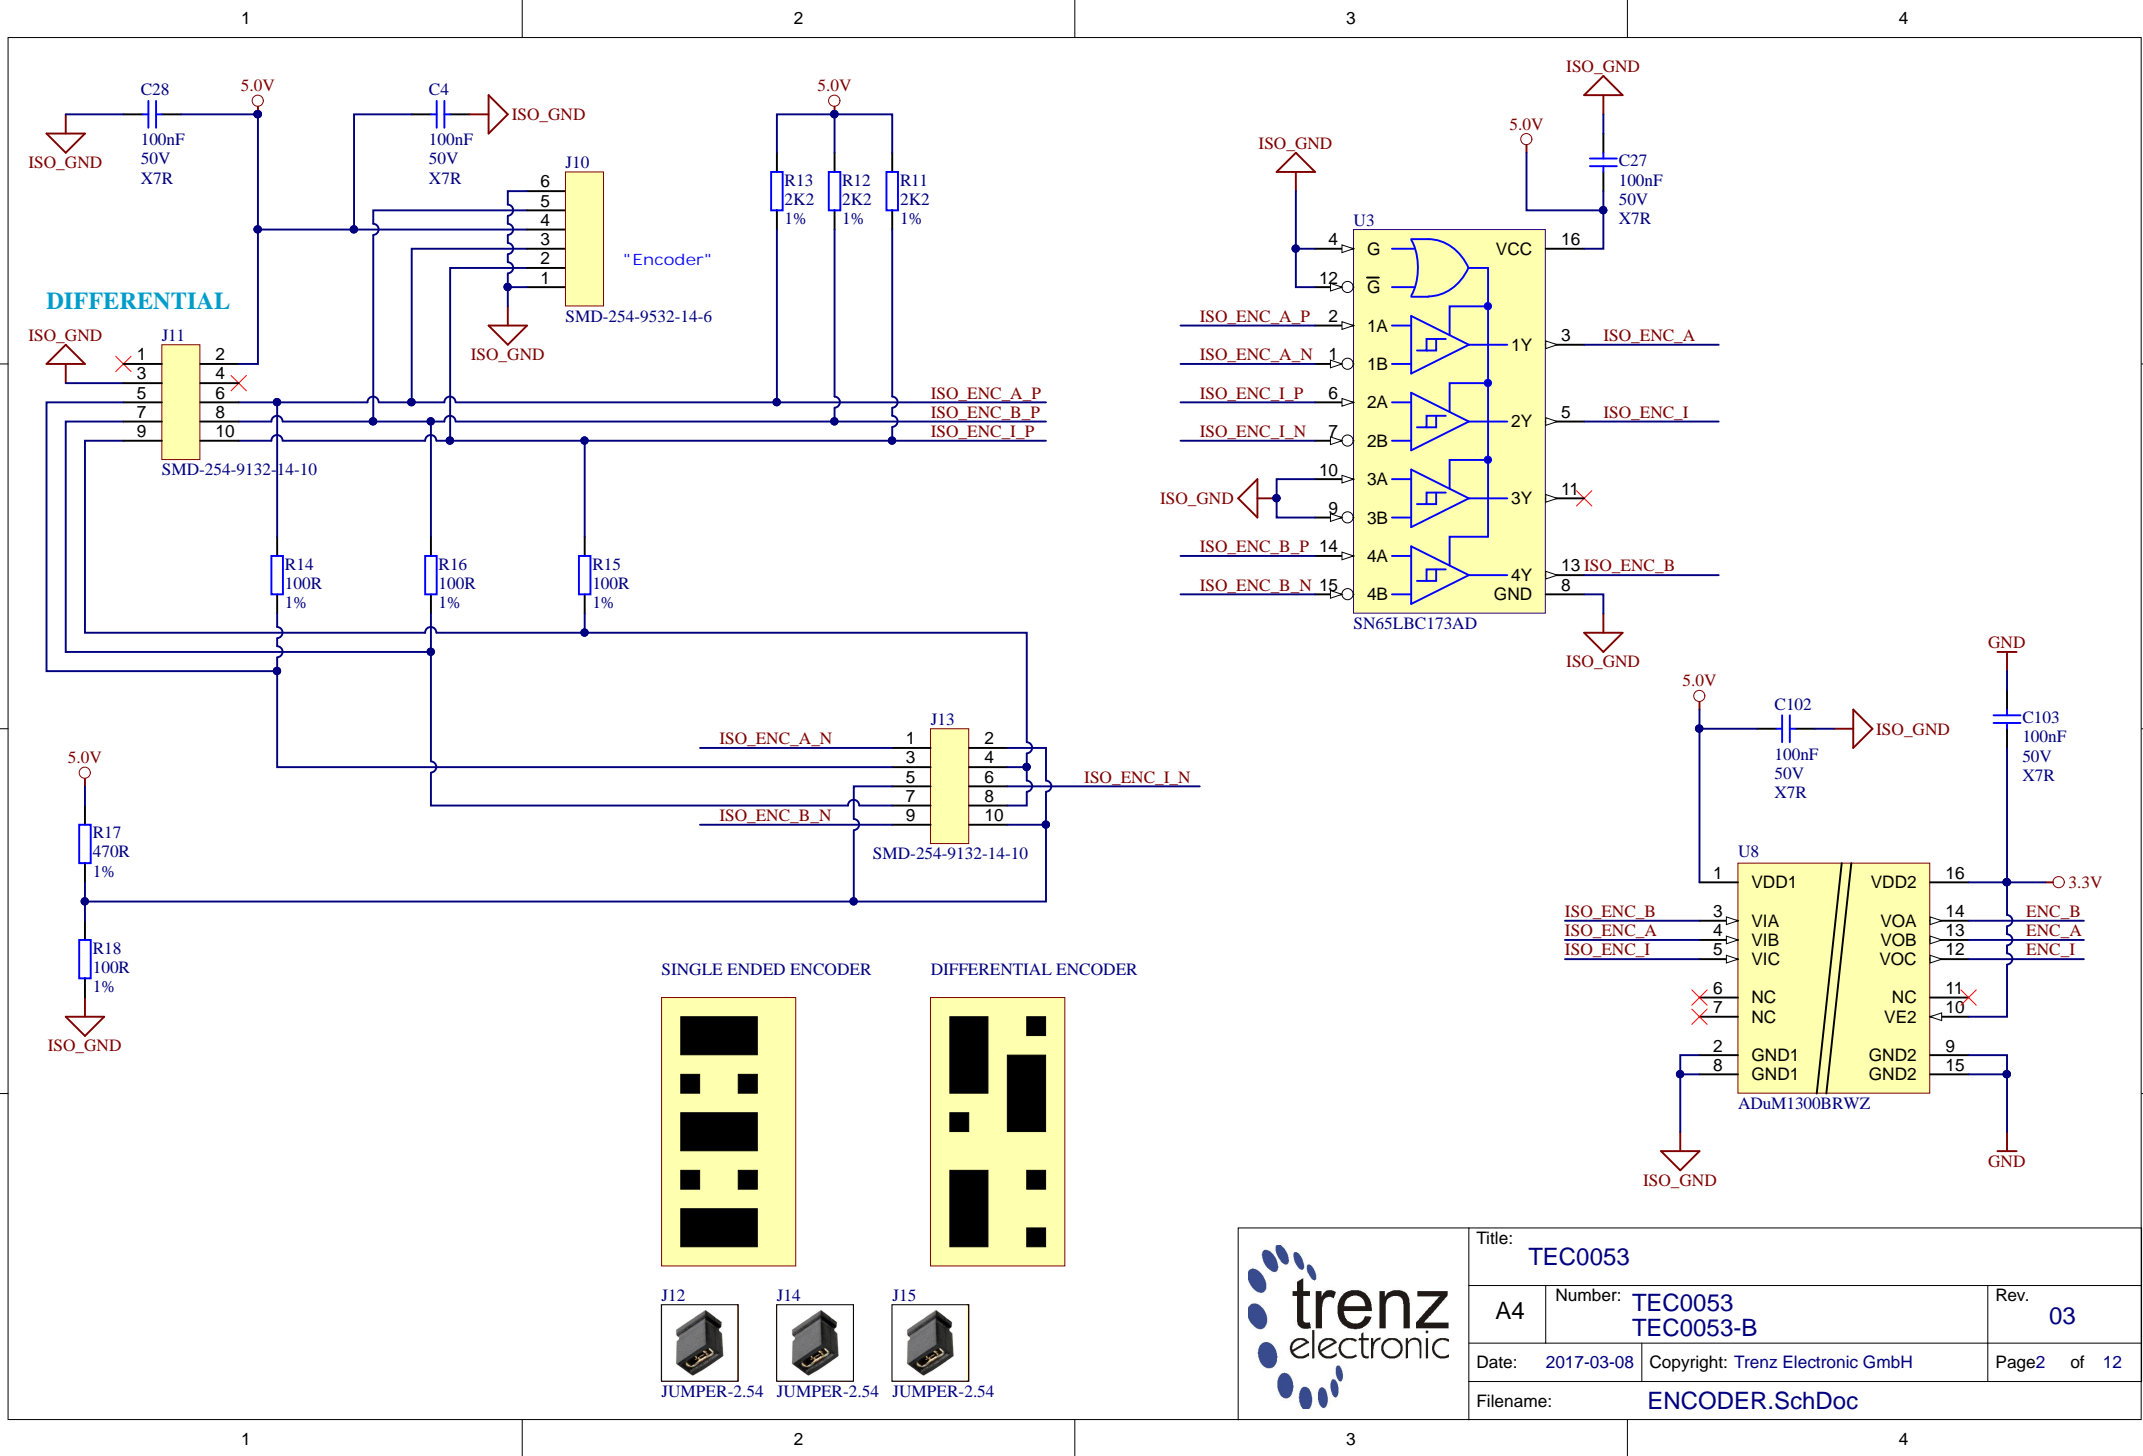 1 2 3 4
C28
100nF
50V
X7R
5.0V
ISO_GND
C4
100nF
50V
X7R
ISO_GND
J10
6
5
4
3
2
1
"Encoder"
SMD-254-9532-14-6
ISO_GND
5.0V
R13
2K2
1%
R12
2K2
1%
R11
2K2
1%
DIFFERENTIAL
ISO_GND
J11
1 2
3 4
5 6
7 8
9 10
SMD-254-9132-14-10
ISO_ENC_A_P
ISO_ENC_B_P
ISO_ENC_I_P
R14
100R
1%
R16
100R
1%
R15
100R
1%
J13
ISO_ENC_A_N 1 2
3 4
5 6 ISO_ENC_I_N
7 8
ISO_ENC_B_N 9 10
SMD-254-9132-14-10
5.0V
R17
470R
1%
R18
100R
1%
ISO_GND
SINGLE ENDED ENCODER
DIFFERENTIAL ENCODER
J12
JUMPER-2.54
J14
JUMPER-2.54
J15
JUMPER-2.54
ISO_GND
5.0V
C27
100nF
50V
X7R
ISO_GND
U3
4 G VCC 16
12 G
ISO_ENC_A_P 2 1A
1Y 3 ISO_ENC_A
ISO_ENC_A_N 1 1B
ISO_ENC_I_P 6 2A
2Y 5 ISO_ENC_I
ISO_ENC_I_N 7 2B
10 3A
ISO_GND 3Y 11
9 3B
ISO_ENC_B_P 14 4A
4Y 13 ISO_ENC_B
ISO_ENC_B_N 15 4B GND 8
SN65LBC173AD
ISO_GND
GND
5.0V
C102
100nF
50V
X7R
ISO_GND
C103
100nF
50V
X7R
U8
1 VDD1 VDD2 16 3.3V
ISO_ENC_B 3 VIA VOA 14 ENC_B
ISO_ENC_A 4 VIB VOB 13 ENC_A
ISO_ENC_I 5 VIC VOC 12 ENC_I
6 NC NC 11
7 NC VE2 10
2 GND1 GND2 9
8 GND1 GND2 15
ADuM1300BRWZ
ISO_GND
GND
trenz
electronic
Title:
TEC0053
A4
Number: TEC0053
TEC0053-B
Rev.
03
Date: 2017-03-08
Copyright: Trenz Electronic GmbH
Page2 of 12
Filename: ENCODER.SchDoc
1 2 3 4